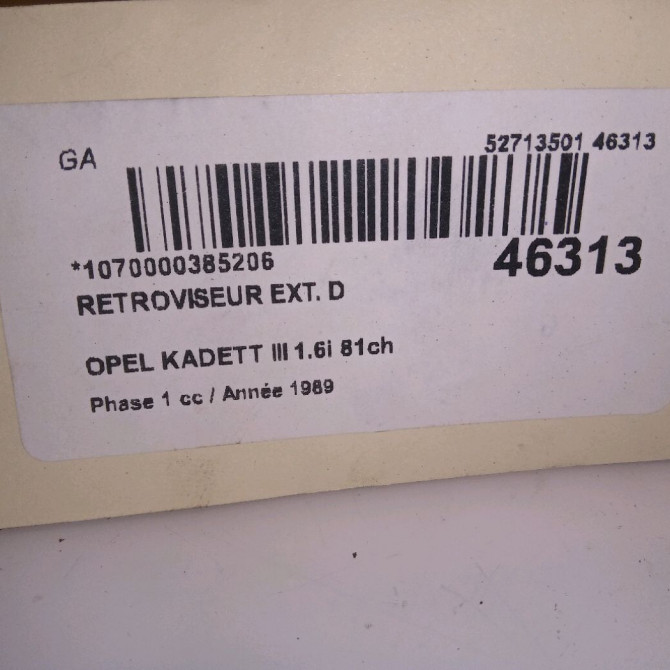 GA
52713501 46313
*1070000385206
46313
RETROVISEUR EXT. D
OPEL KADETT III 1.6i 81ch
Phase 1 cc / Année 1989